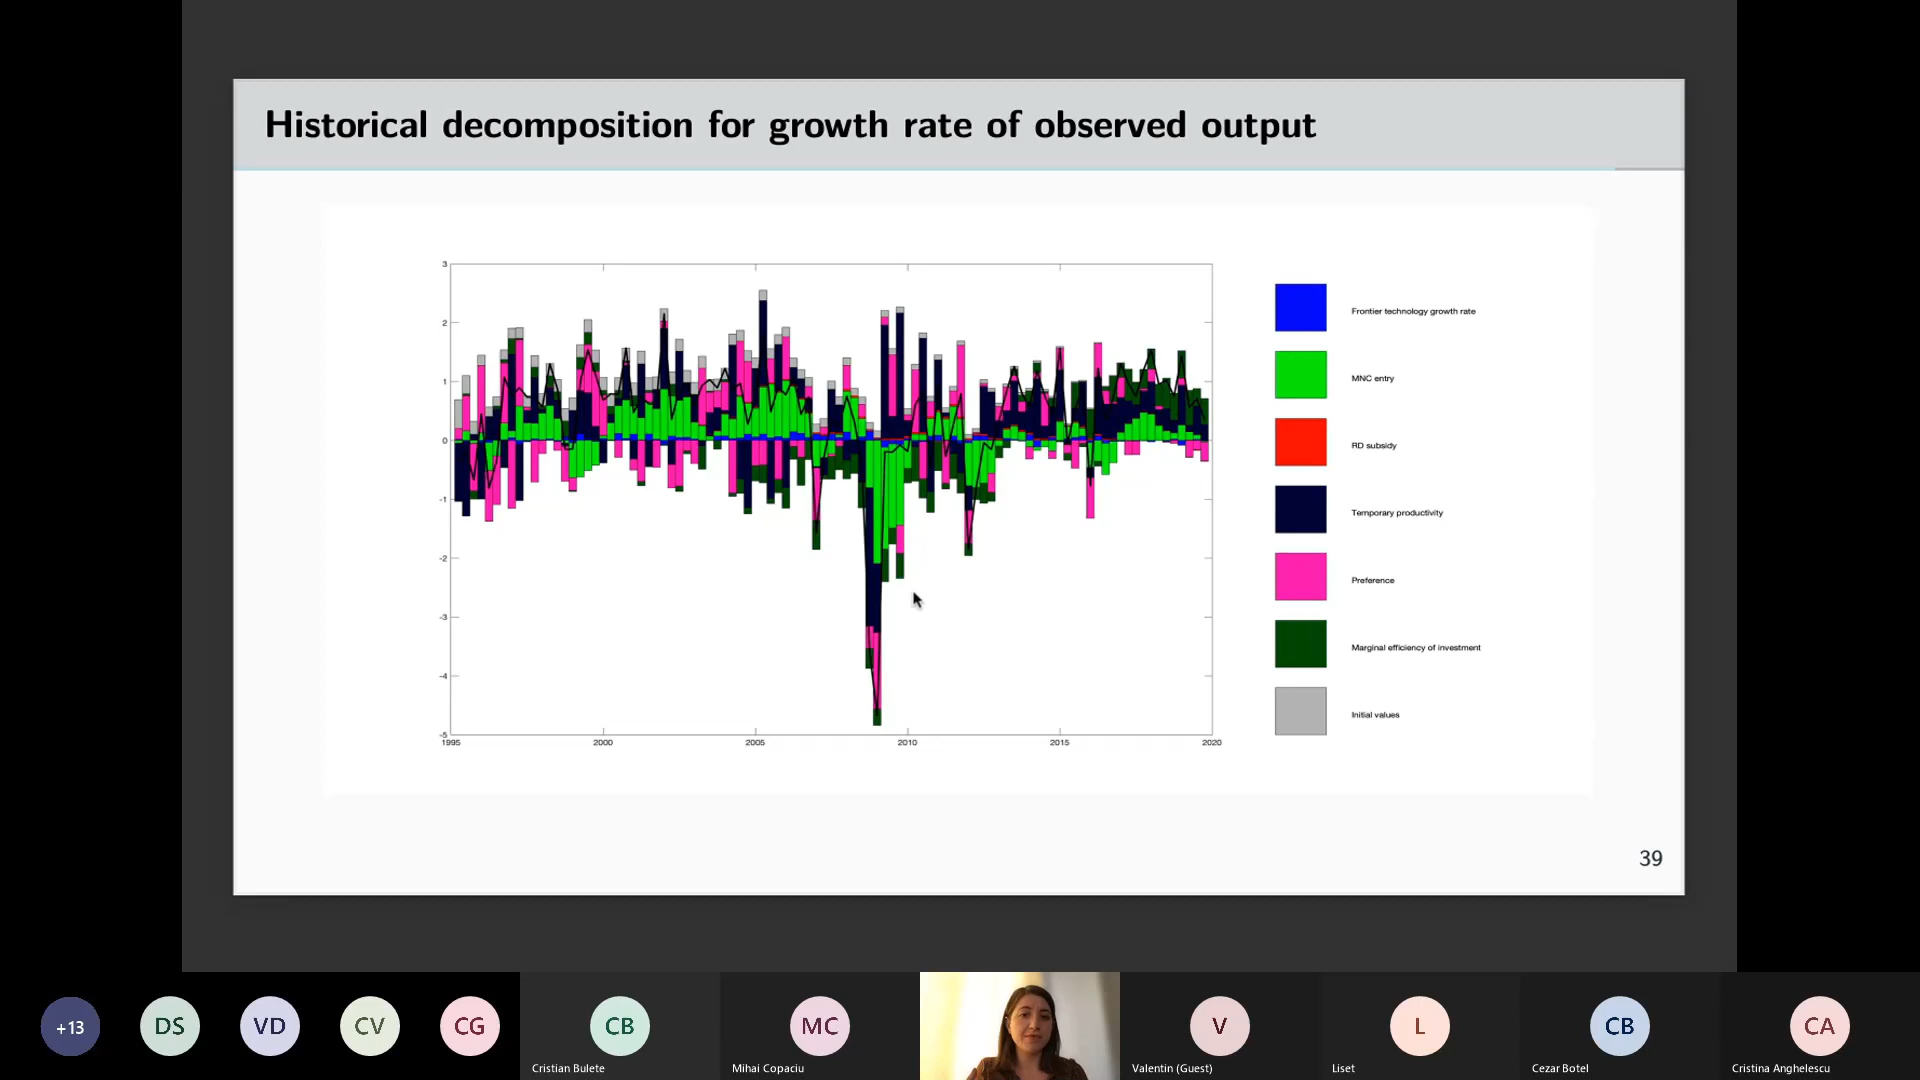 Historical decomposition for growth rate of observed output
3
2
1
0
-1
-2
-3
-4
-5
1995
2000
2005
2010
2015
2020
Frontier technology growth rate
MNC entry
RD subsidy
Temporary productivity
Preference
Marginal efficiency of investment
Initial values
39
+13
DS
VD
CV
CG
CB
Cristian Bulete
MC
Mihai Copaciu
V
Valentin (Guest)
L
Liset
CB
Cezar Botel
CA
Cristina Anghelescu